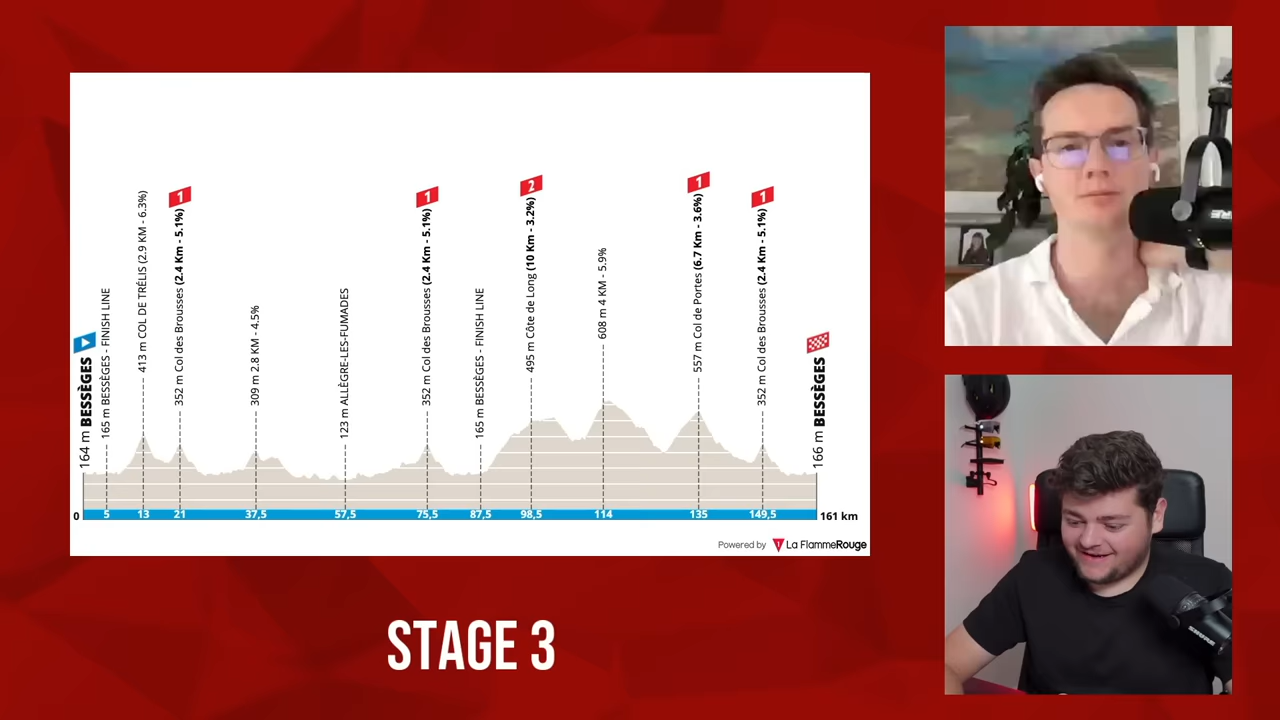 164 m BESSÈGES
165 m BESSÈGES - FINISH LINE
413 m COL DE TRÉLIS (2.9 KM - 6.3%)
1
352 m Col des Brousses (2.4 Km - 5.1%)
309 m 2.8 KM - 4.5%
123 m ALLÈGRE-LES-FUMADES
1
352 m Col des Brousses (2.4 Km - 5.1%)
165 m BESSÈGES - FINISH LINE
2
495 m Côte de Long (10 Km - 3.2%)
608 m 4 KM - 5.9%
1
557 m Col de Portes (6.7 Km - 3.6%)
1
352 m Col des Brousses (2.4 Km - 5.1%)
166 m BESSÈGES
0 5 13 21 37,5 57,5 75,5 87,5 98,5 114 135 149,5 161 km
Powered by La FlammeRouge
STAGE 3